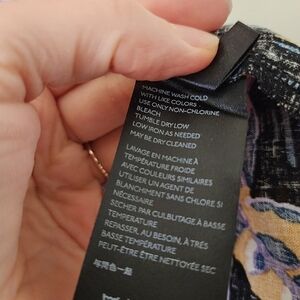 MACHINE WASH COLD
WITH LIKE COLORS
USE ONLY NON-CHLORINE
BLEACH
TUMBLE DRY LOW
LOW IRON AS NEEDED
MAY BE DRY CLEANED
LAVAGE EN MACHINE À
TEMPÉRATURE FROIDE
AVEC COULEURS SIMILAIRES
UTILISER UN AGENT DE
BLANCHIMENT SANS CHLORE SI
NÉCESSAIRE
SÉCHER PAR CULBUTAGE À BASSE
TEMPÉRATURE
REPASSER, AU BESOIN, À TRÈS
BASSE TEMPÉRATURE
PEUT-ÊTRE ÊTRE NETTOYÉE SEC